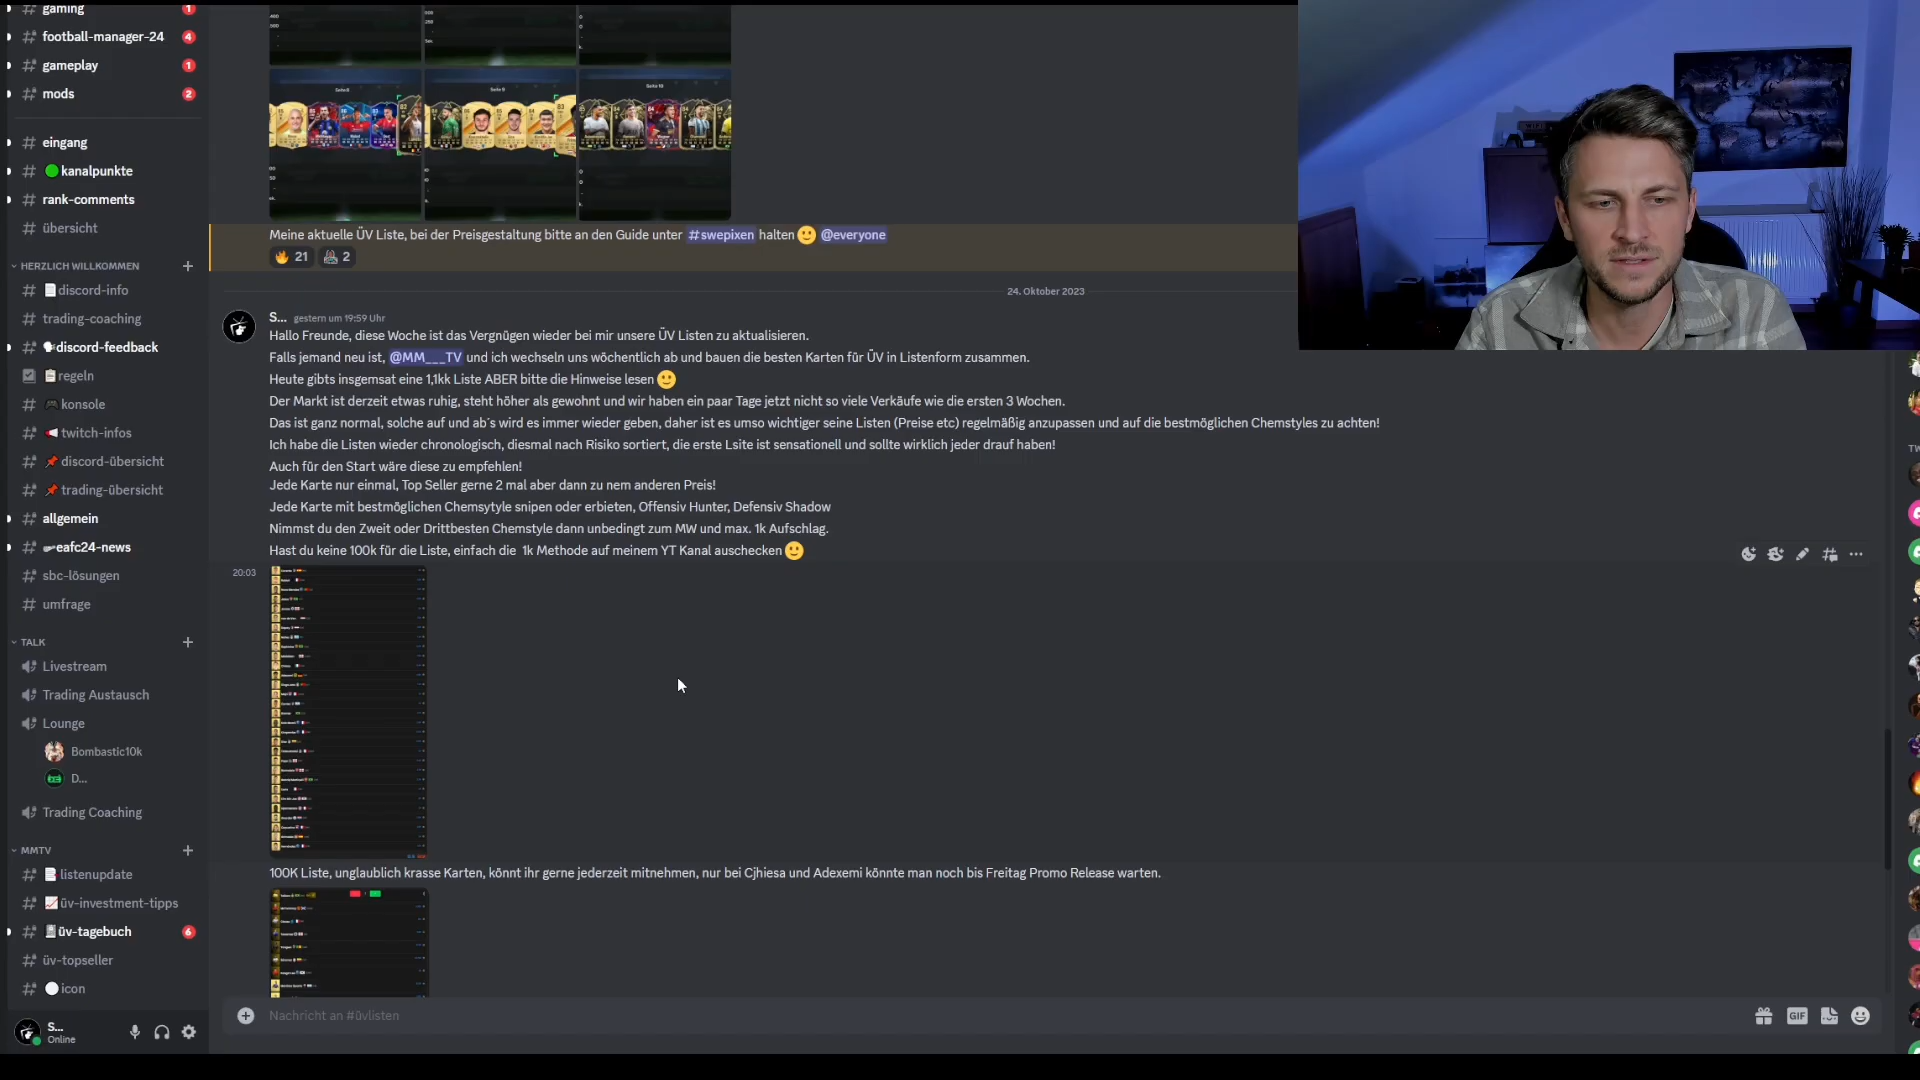 gaming 1
football-manager-24 4
gameplay 1
mods 2
eingang
kanalpunkte
rank-comments
übersicht
HERZLICH WILLKOMMEN
discord-info
trading-coaching
discord-feedback
regeln
konsole
twitch-infos
discord-übersicht
trading-übersicht
allgemein
eafc24-news
sbc-lösungen
umfrage
TALK
Livestream
Trading Austausch
Lounge
Bombastic10k
D...
Trading Coaching
MMTV
listenupdate
üv-investment-tipps
üv-tagebuch 6
üv-topseller
icon
S...
Online
Seite 9
Seite 10
Meine aktuelle ÜV Liste, bei der Preisgestaltung bitte an den Guide unter #swepixen halten 🙂 @everyone
🔥 21 2
24. Oktober 2023
S... gestern um 19:59 Uhr
Hallo Freunde, diese Woche ist das Vergnügen wieder bei mir unsere ÜV Listen zu aktualisieren.
Falls jemand neu ist, @MM___TV und ich wechseln uns wöchentlich ab und bauen die besten Karten für ÜV in Listenform zusammen.
Heute gibts insgemsat eine 1,1kk Liste ABER bitte die Hinweise lesen 🙂
Der Markt ist derzeit etwas ruhig, steht höher als gewohnt und wir haben ein paar Tage jetzt nicht so viele Verkäufe wie die ersten 3 Wochen.
Das ist ganz normal, solche auf und ab´s wird es immer wieder geben, daher ist es umso wichtiger seine Listen (Preise etc) regelmäßig anzupassen und auf die bestmöglichen Chemstyles zu achten!
Ich habe die Listen wieder chronologisch, diesmal nach Risiko sortiert, die erste Lsite ist sensationell und sollte wirklich jeder drauf haben!
Auch für den Start wäre diese zu empfehlen!
Jede Karte nur einmal, Top Seller gerne 2 mal aber dann zu nem anderen Preis!
Jede Karte mit bestmöglichen Chemsytyle snipen oder erbieten, Offensiv Hunter, Defensiv Shadow
Nimmst du den Zweit oder Drittbesten Chemstyle dann unbedingt zum MW und max. 1k Aufschlag.
Hast du keine 100k für die Liste, einfach die 1k Methode auf meinem YT Kanal auschecken 🙂
20:03
100K Liste, unglaublich krasse Karten, könnt ihr gerne jederzeit mitnehmen, nur bei Cjhiesa und Adexemi könnte man noch bis Freitag Promo Release warten.
Nachricht an #üvlisten
GIF
TW